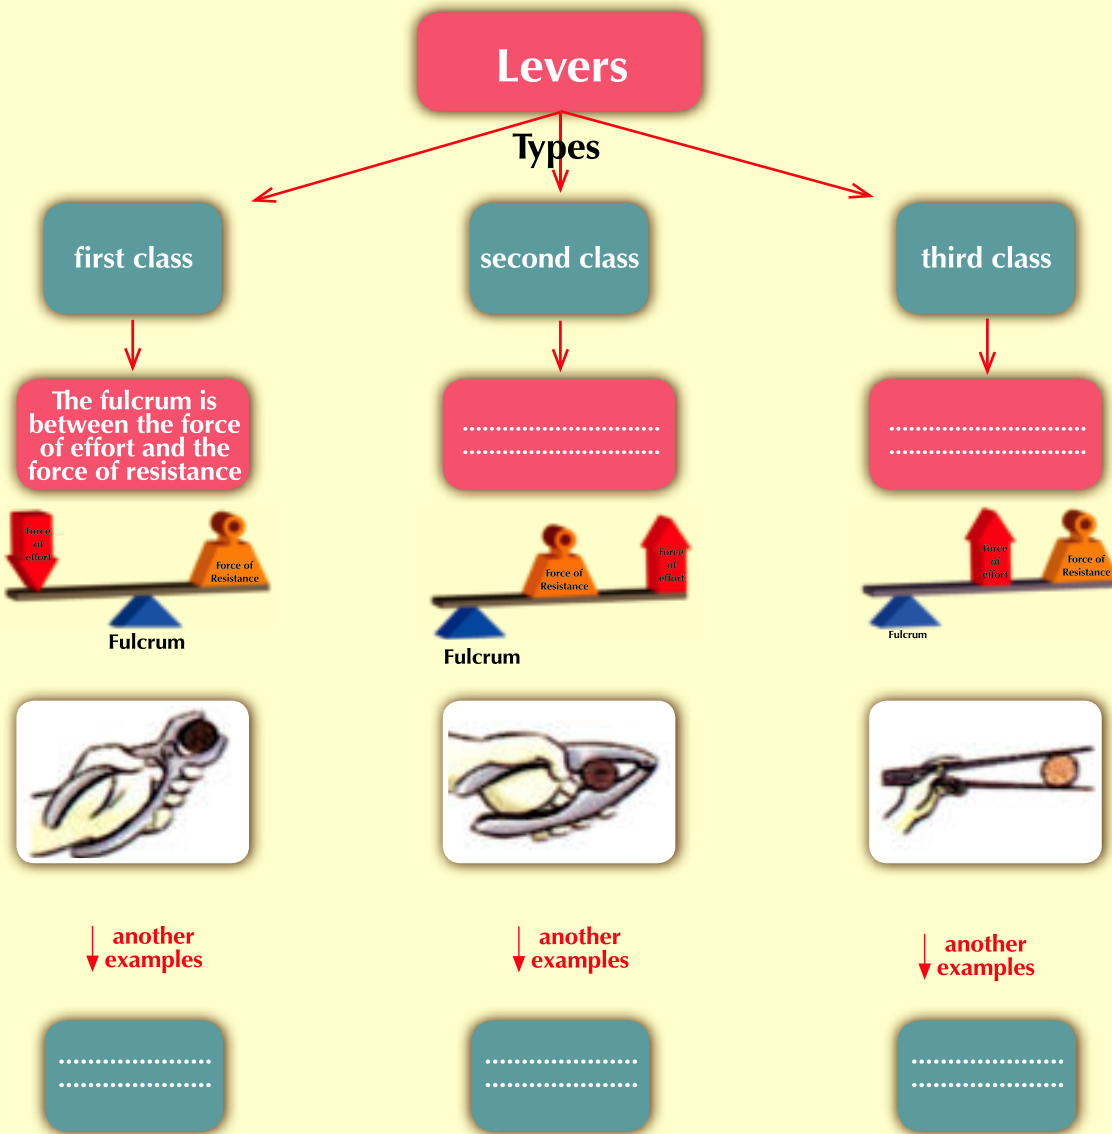 Levers
Types
first class
second class
third class
The fulcrum is
between the force
of effort and the
force of resistance
..............................
..............................
..............................
..............................
Force
of
effort
Force of
Resistance
Fulcrum
Force of
Resistance
Force
of
effort
Fulcrum
Force
of
effort
Force of
Resistance
Fulcrum
another
examples
another
examples
another
examples
.....................
.....................
.....................
.....................
.....................
.....................